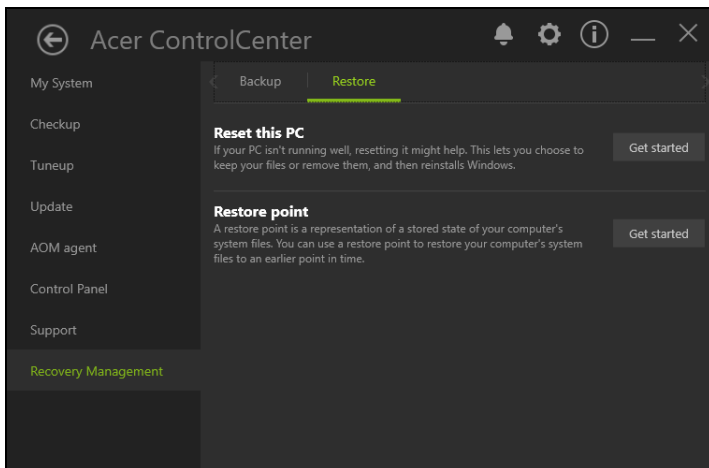 Acer ControlCenter
My System
Checkup
Tuneup
Update
AOM agent
Control Panel
Support
Recovery Management
Backup
Restore
Reset this PC
If your PC isn't running well, resetting it might help. This lets you choose to
keep your files or remove them, and then reinstalls Windows.
Get started
Restore point
A restore point is a representation of a stored state of your computer's
system files. You can use a restore point to restore your computer's system
files to an earlier point in time.
Get started